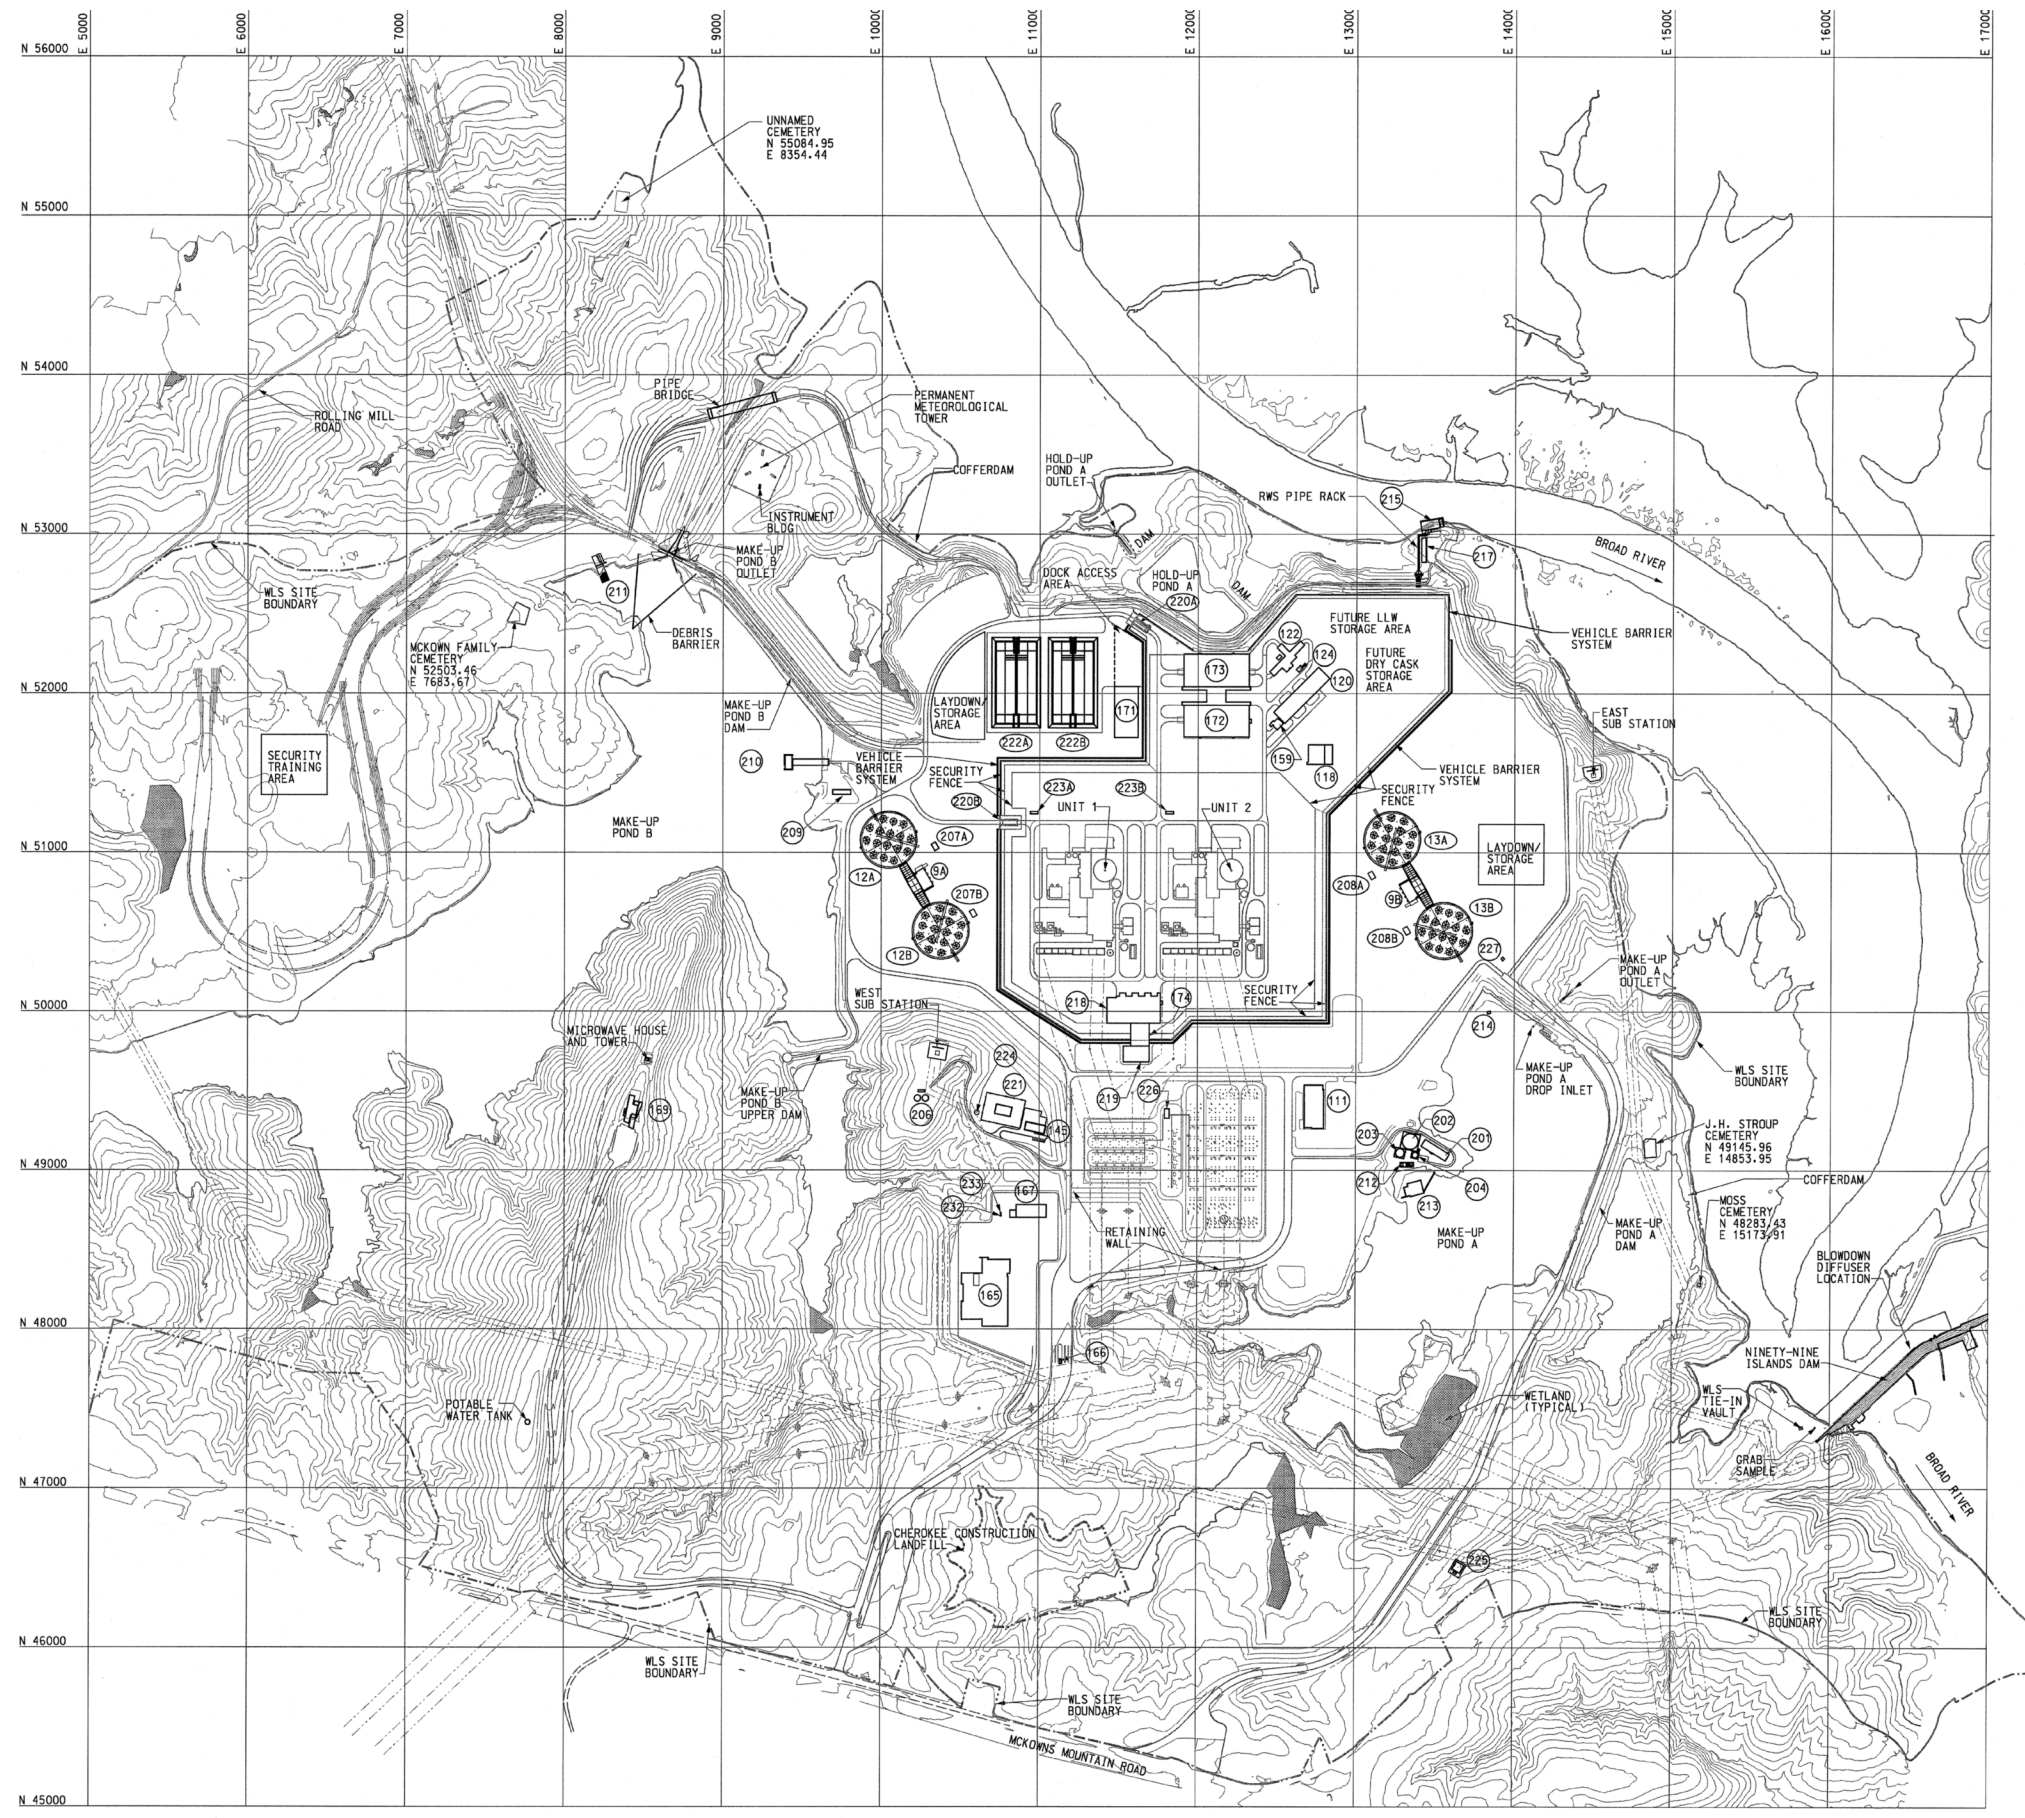 E 5000
E 6000
E 7000
E 8000
E 9000
E 10000
E 11000
E 12000
E 13000
E 14000
E 15000
E 16000
E 17000
N 56000
UNNAMED
CEMETERY
N 55084.95
E 8354.44
N 55000
N 54000
PIPE
BRIDGE
PERMANENT
METEOROLOGICAL
TOWER
ROLLING MILL
ROAD
COFFERDAM
HOLD-UP
POND A
OUTLET
RWS PIPE RACK
215
INSTRUMENT
BLDG
N 53000
DAM
BROAD RIVER
217
MAKE-UP
POND B
OUTLET
WLS SITE
BOUNDARY
211
DOCK ACCESS
AREA
HOLD-UP
POND A
DAM
220A
DEBRIS
BARRIER
FUTURE LLW
STORAGE AREA
VEHICLE BARRIER
SYSTEM
MCKOWN FAMILY
CEMETERY
N 52503.46
E 7683.67
122
124
FUTURE
DRY CASK
STORAGE
AREA
173
120
N 52000
MAKE-UP
POND B
DAM
LAYDOWN/
STORAGE
AREA
171
172
EAST
SUB STATION
222A
222B
SECURITY
TRAINING
AREA
210
VEHICLE
BARRIER
SYSTEM
SECURITY
FENCE
159
118
VEHICLE BARRIER
SYSTEM
SECURITY
FENCE
223A
223B
220B
UNIT 1
UNIT 2
MAKE-UP
POND B
209
207A
13A
LAYDOWN/
STORAGE
AREA
N 51000
12A
9A
208A
9B
207B
13B
12B
208B
227
MAKE-UP
POND A
OUTLET
WEST
SUB STATION
218
174
SECURITY
FENCE
N 50000
214
MICROWAVE HOUSE
AND TOWER
224
MAKE-UP
POND A
DROP INLET
WLS SITE
BOUNDARY
MAKE-UP
POND B
UPPER DAM
221
219
226
111
169
206
145
203
202
201
J.H. STROUP
CEMETERY
N 49145.96
E 14853.95
N 49000
212
204
213
COFFERDAM
233
232
167
MOSS
CEMETERY
N 48283.43
E 15173.91
RETAINING
WALL
MAKE-UP
POND A
MAKE-UP
POND A
DAM
BLOWDOWN
DIFFUSER
LOCATION
165
N 48000
166
NINETY-NINE
ISLANDS DAM
POTABLE
WATER TANK
WETLAND
(TYPICAL)
WLS
TIE-IN
VAULT
GRAB
SAMPLE
BROAD RIVER
N 47000
CHEROKEE CONSTRUCTION
LANDFILL
225
WLS SITE
BOUNDARY
N 46000
WLS SITE
BOUNDARY
WLS SITE
BOUNDARY
MCKOWNS MOUNTAIN ROAD
N 45000